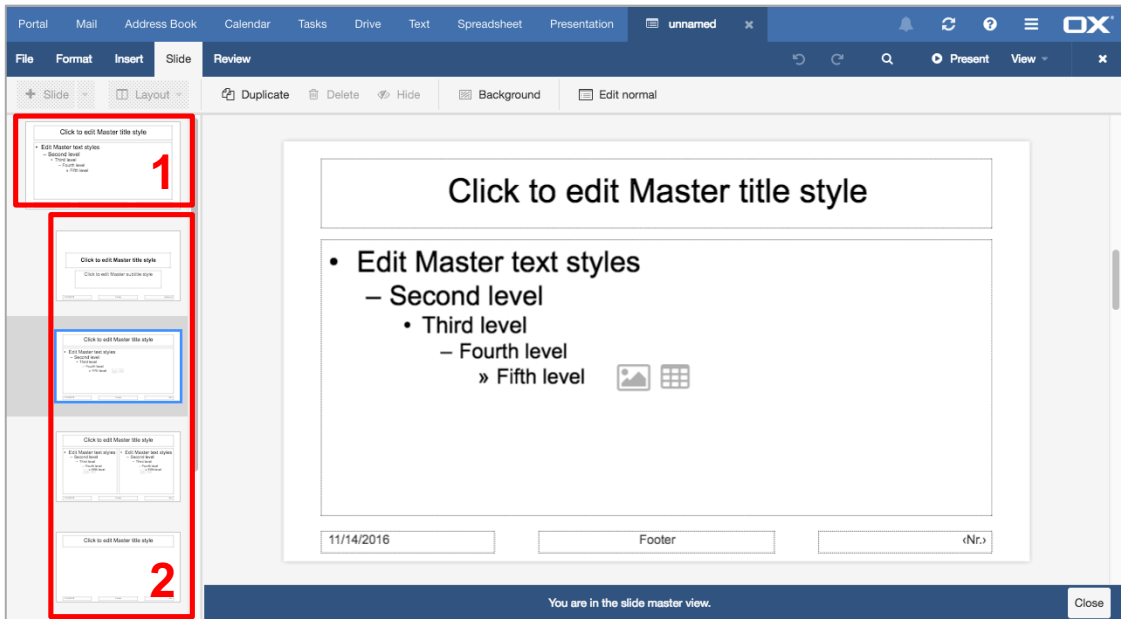 Portal Mail Address Book Calendar Tasks Drive Text Spreadsheet Presentation unnamed OX
File Format Insert Slide Review Present View
+ Slide Layout Duplicate Delete Hide Background Edit normal
Click to edit Master title style
• Edit Master text styles
– Second level
• Third level
– Fourth level
» Fifth level
1
Click to edit Master title style
Click to edit Master subtitle style
Click to edit Master title style
• Edit Master text styles
– Second level
• Third level
– Fourth level
» Fifth level
Click to edit Master title style
• Edit Master text styles • Edit Master text styles
– Second level – Second level
• Third level • Third level
– Fourth level – Fourth level
» Fifth level » Fifth level
Click to edit Master title style
2
Click to edit Master title style
• Edit Master text styles
– Second level
• Third level
– Fourth level
» Fifth level
11/14/2016 Footer ‹Nr.›
You are in the slide master view. Close